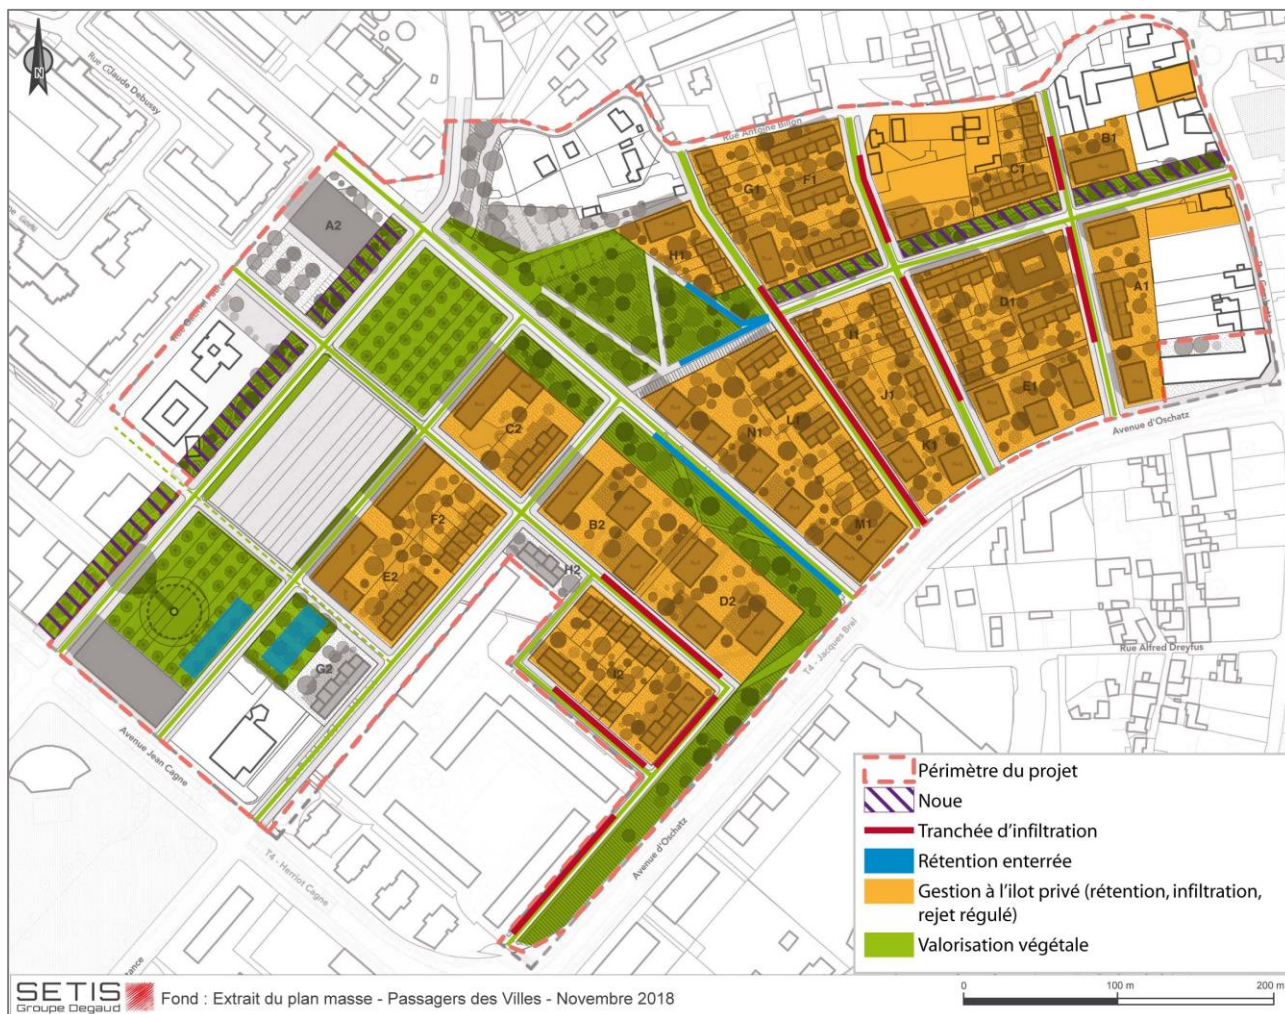 N
Rue Claude Debussy
Rue Antoine Billon
B1
C1
F1
G1
A2
H1
D1
A1
I1
J1
E1
Avenue d'Oschatz
L1
N1
C2
K1
F2
M1
B2
E2
H2
D2
T4 - Jacques Brel
Rue Alfred Dreyfus
I2
G2
Avenue Jean Cagne
Avenue d'Oschatz
T4 - Herriot Cagne
Périmètre du projet
Noue
Tranchée d'infiltration
Rétention enterrée
Gestion à l'ilot privé (rétention, infiltration,
rejet régulé)
Valorisation végétale
SETIS
Groupe Degaud
Fond : Extrait du plan masse - Passagers des Villes - Novembre 2018
0 100 m 200 m